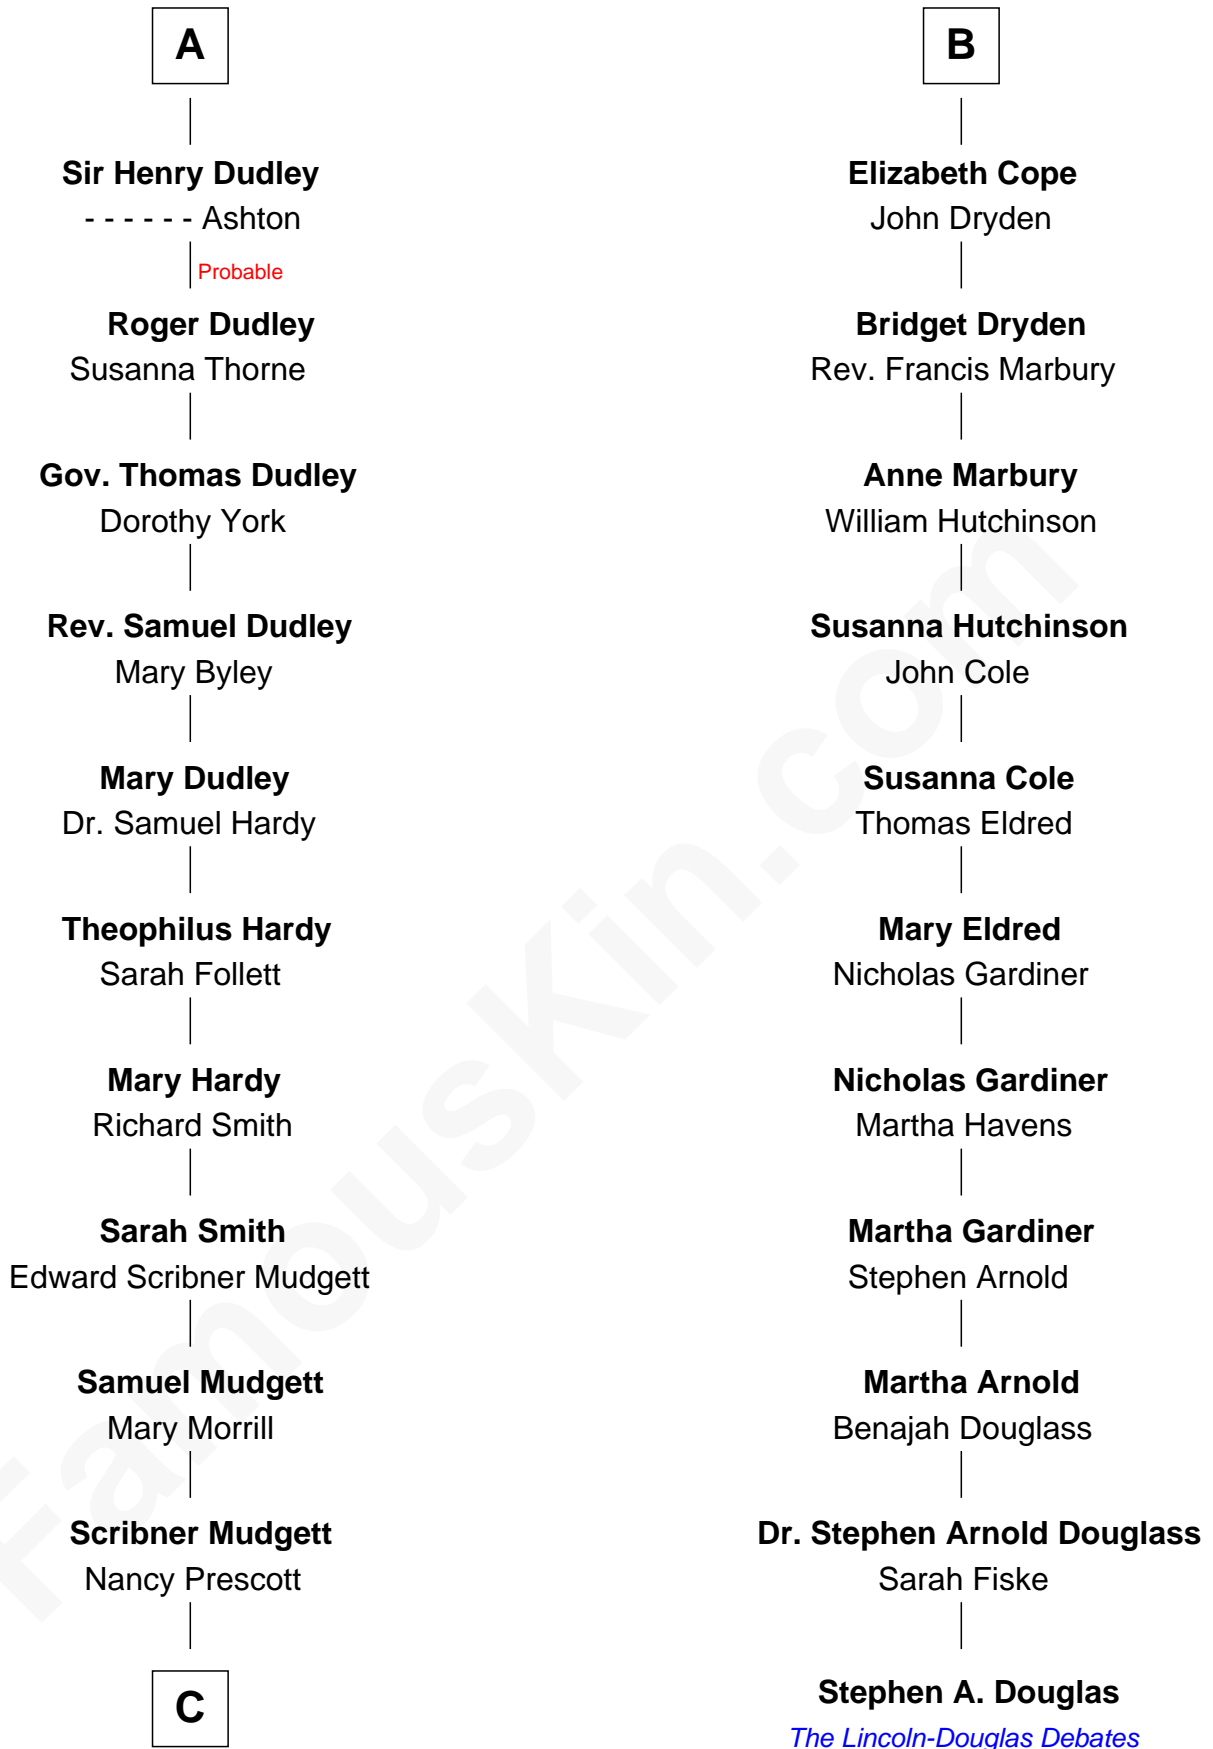 A
Sir Henry Dudley
- - - - - - Ashton
Probable
Roger Dudley
Susanna Thorne
Gov. Thomas Dudley
Dorothy York
Rev. Samuel Dudley
Mary Byley
Mary Dudley
Dr. Samuel Hardy
Theophilus Hardy
Sarah Follett
Mary Hardy
Richard Smith
Sarah Smith
Edward Scribner Mudgett
Samuel Mudgett
Mary Morrill
Scribner Mudgett
Nancy Prescott
C
B
Elizabeth Cope
John Dryden
Bridget Dryden
Rev. Francis Marbury
Anne Marbury
William Hutchinson
Susanna Hutchinson
John Cole
Susanna Cole
Thomas Eldred
Mary Eldred
Nicholas Gardiner
Nicholas Gardiner
Martha Havens
Martha Gardiner
Stephen Arnold
Martha Arnold
Benajah Douglass
Dr. Stephen Arnold Douglass
Sarah Fiske
Stephen A. Douglas
The Lincoln-Douglas Debates
FamousKin.com